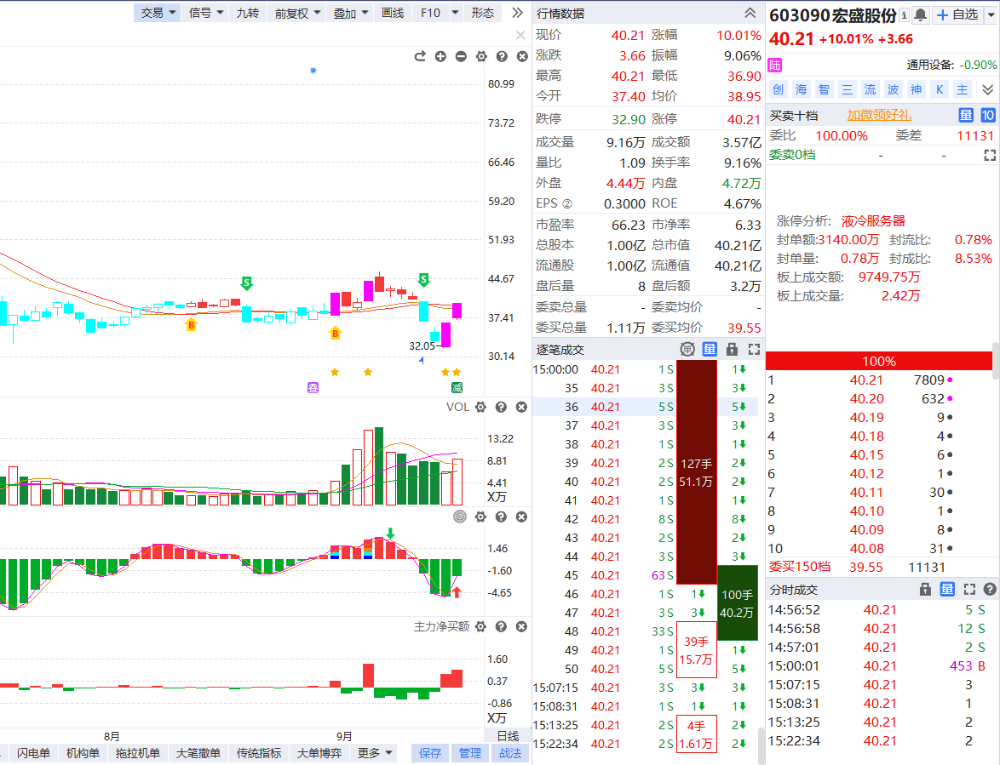 交易 信号 九转 前复权 叠加 画线 F10 形态
80.99
73.72
66.46
59.20
51.93
44.67
37.41
30.14
S
S
B
B
32.05
减
VOL
13.22
8.81
4.41
X万
1.46
-1.60
-4.65
主力净买额
1.60
0.37
-0.86
X万
8月 9月 日线
闪电单 机构单 拖拉机单 大笔撤单 传统指标 大单博弈 更多 保存 管理 战法
行情数据
现价 40.21 涨幅 10.01%
涨跌 3.66 振幅 9.06%
最高 40.21 最低 36.90
今开 37.40 均价 38.95
跌停 32.90 涨停 40.21
成交量 9.16万 成交额 3.57亿
量比 1.09 换手率 9.16%
外盘 4.44万 内盘 4.72万
EPS ② 0.3000 ROE 4.67%
市盈率 66.23 市净率 6.33
总股本 1.00亿 总市值 40.21亿
流通股 1.00亿 流通值 40.21亿
盘后量 8 盘后额 3.2万
委卖总量 - 委卖均价 -
委买总量 1.11万 委买均价 39.55
逐笔成交 单 量
15:00:00 40.21 1 S 1
35 40.21 3 S 3
36 40.21 5 S 5
37 40.21 3 S 3
38 40.21 1 S 1
39 40.21 2 S 127手 2
40 40.21 2 S 51.1万 2
41 40.21 1 S 1
42 40.21 8 S 8
43 40.21 2 S 2
44 40.21 3 S 3
45 40.21 63 S
46 40.21 1 S 1 100手
47 40.21 3 S 3 40.2万
48 40.21 33 S 39手
49 40.21 1 S 15.7万 1
50 40.21 5 S 5
15:07:15 40.21 3 S 3 3
15:08:31 40.21 1 S 1 1
15:13:25 40.21 2 S 4手 2
15:22:34 40.21 2 S 1.61万 2
603090 宏盛股份 自选
40.21 +10.01% +3.66
陆 通用设备: -0.90%
创 海 智 三 流 波 神 K 主
买卖十档 加微领好礼 量 10
委比 100.00% 委差 11131
委卖0档 - -
涨停分析: 液冷服务器
封单额:3140.00万 封流比: 0.78%
封单量: 0.78万 封成比: 8.53%
板上成交额: 9749.75万
板上成交量: 2.42万
100%
1 40.21 7809
2 40.20 632
3 40.19 9
4 40.18 4
5 40.15 6
6 40.12 1
7 40.11 30
8 40.10 1
9 40.09 8
10 40.08 31
委买150档 39.55 11131
分时成交 量
14:56:52 40.21 5 S
14:56:58 40.21 12 S
14:57:01 40.21 2 S
15:00:01 40.21 453 B
15:07:15 40.21 3
15:08:31 40.21 1
15:13:25 40.21 2
15:22:34 40.21 2